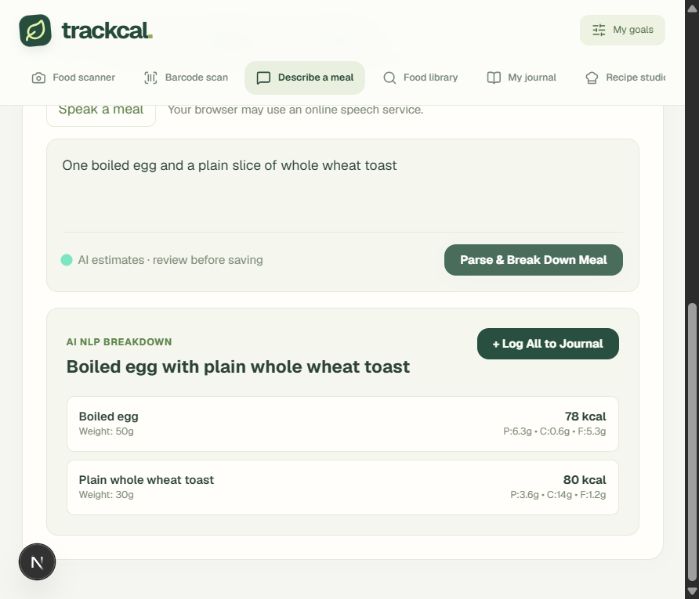 trackcal.
My goals
Food scanner
Barcode scan
Describe a meal
Food library
My journal
Recipe studio
Speak a meal
Your browser may use an online speech service.
One boiled egg and a plain slice of whole wheat toast
AI estimates · review before saving
Parse & Break Down Meal
AI NLP BREAKDOWN
+ Log All to Journal
Boiled egg with plain whole wheat toast
Boiled egg
78 kcal
Weight: 50g
P:6.3g • C:0.6g • F:5.3g
Plain whole wheat toast
80 kcal
Weight: 30g
P:3.6g • C:14g • F:1.2g
N